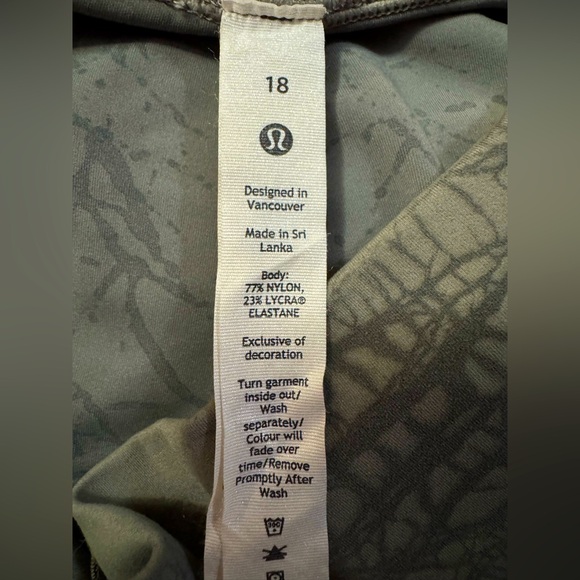 18
Designed in
Vancouver
Made in Sri
Lanka
Body:
77% NYLON,
23% LYCRA®
ELASTANE
Exclusive of
decoration
Turn garment
inside out/
Wash
separately/
Colour will
fade over
time/Remove
Promptly After
Wash